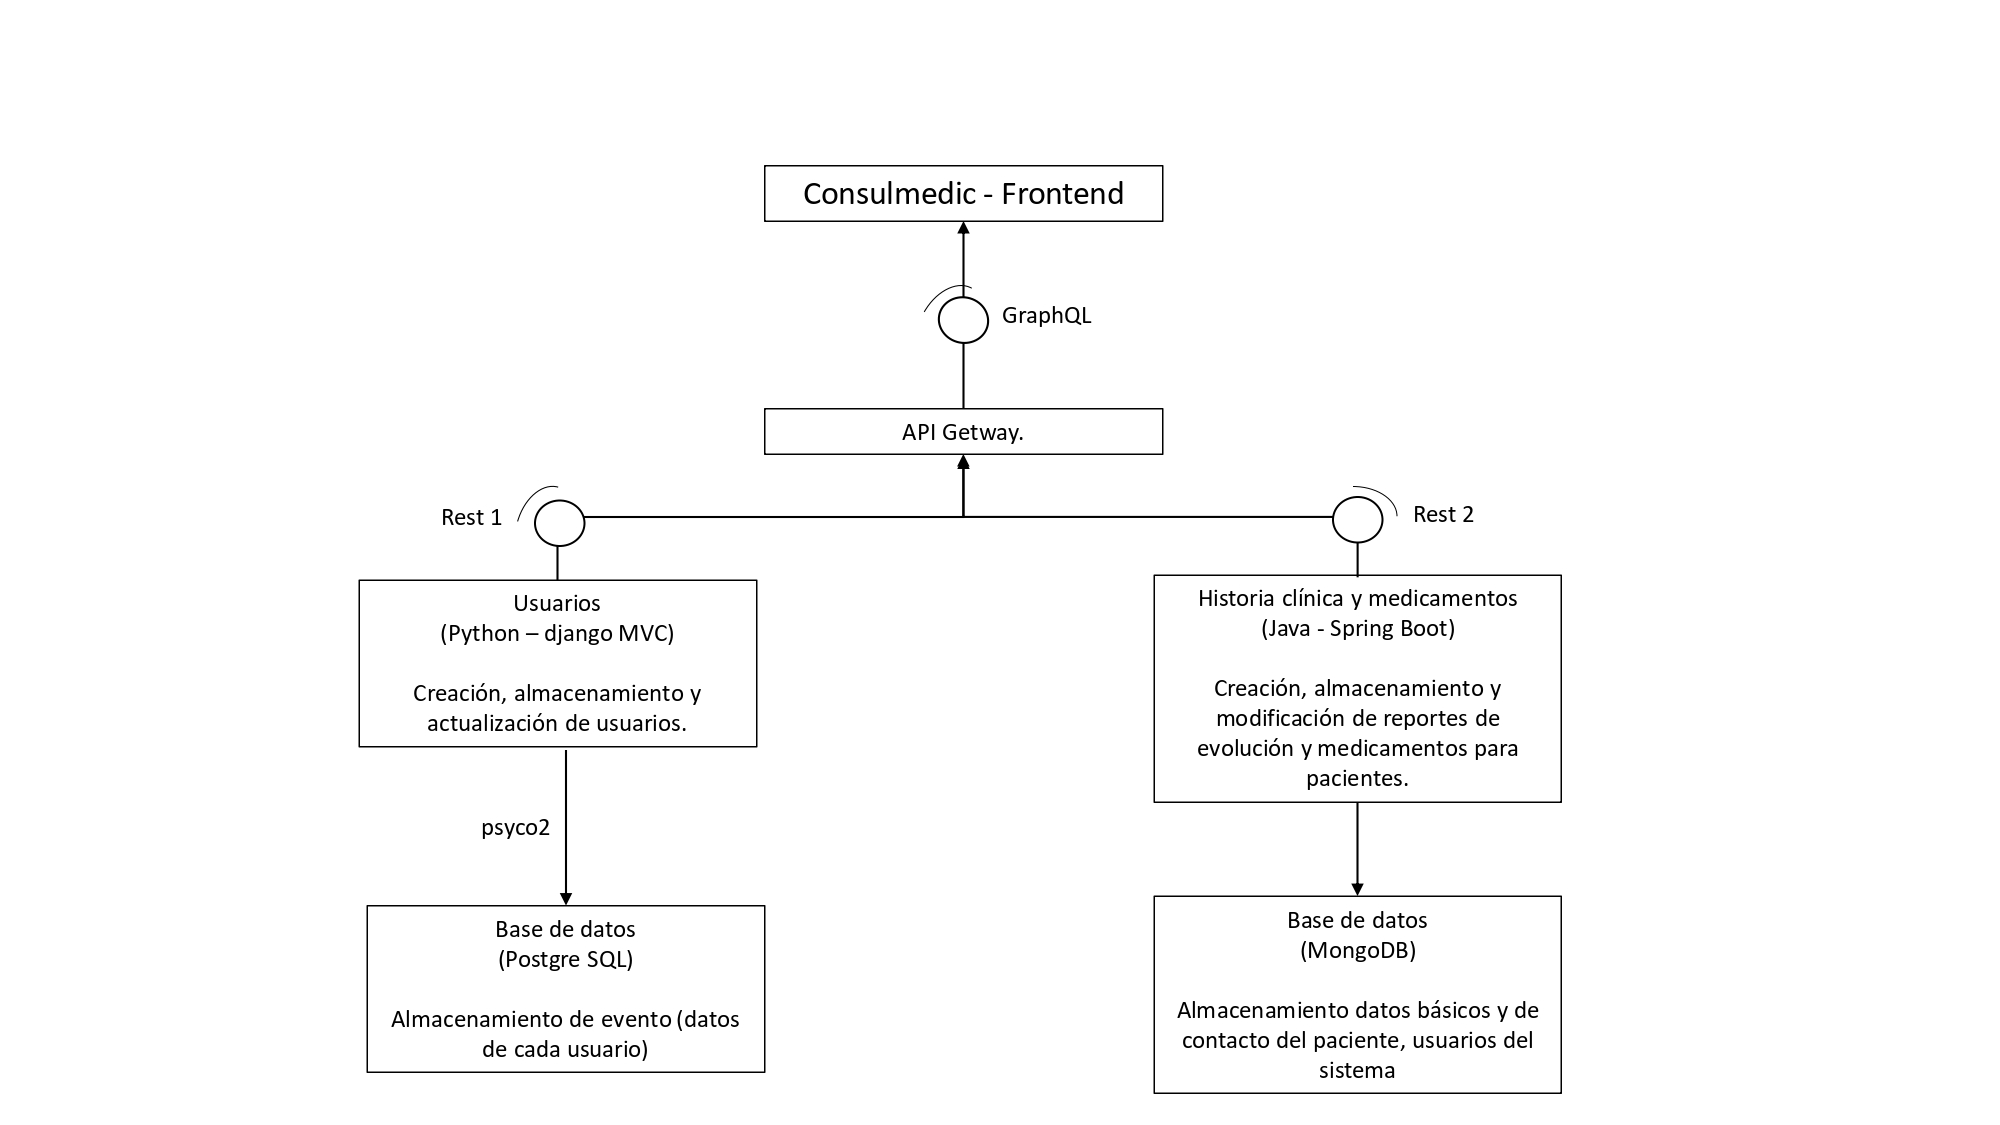 Consulmedic - Frontend
GraphQL
API Getway.
Rest 1
Rest 2
Usuarios
(Python – django MVC)
Creación, almacenamiento y
actualización de usuarios.
Historia clínica y medicamentos
(Java - Spring Boot)
Creación, almacenamiento y
modificación de reportes de
evolución y medicamentos para
pacientes.
psyco2
Base de datos
(Postgre SQL)
Almacenamiento de evento (datos
de cada usuario)
Base de datos
(MongoDB)
Almacenamiento datos básicos y de
contacto del paciente, usuarios del
sistema